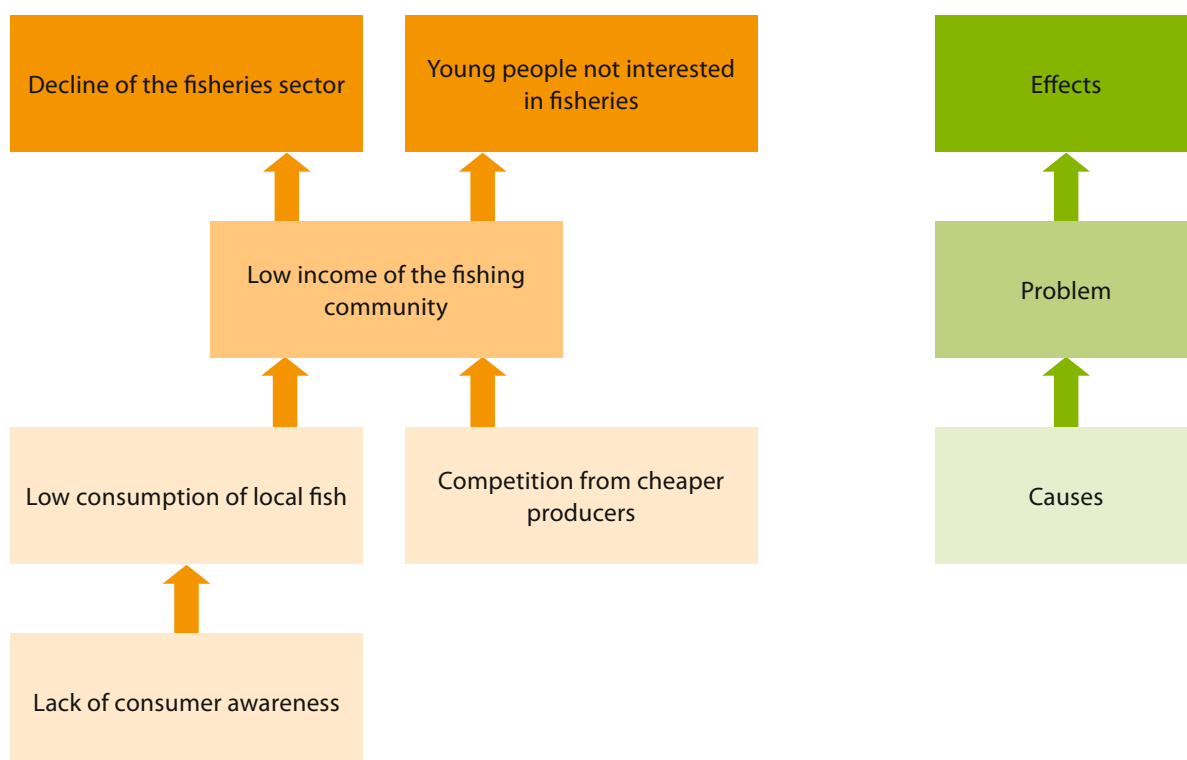 Decline of the fisheries sector
Young people not interested
in fisheries
Effects
Low income of the fishing
community
Problem
Low consumption of local fish
Competition from cheaper
producers
Causes
Lack of consumer awareness